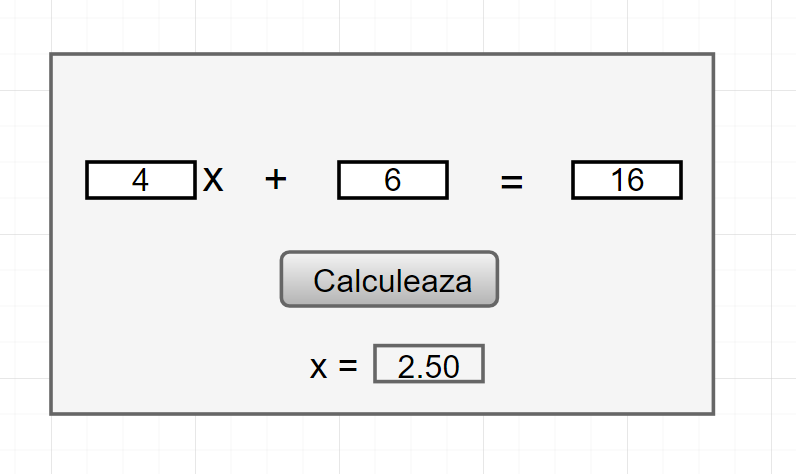 4 x + 6 = 16
Calculeaza
x = 2.50